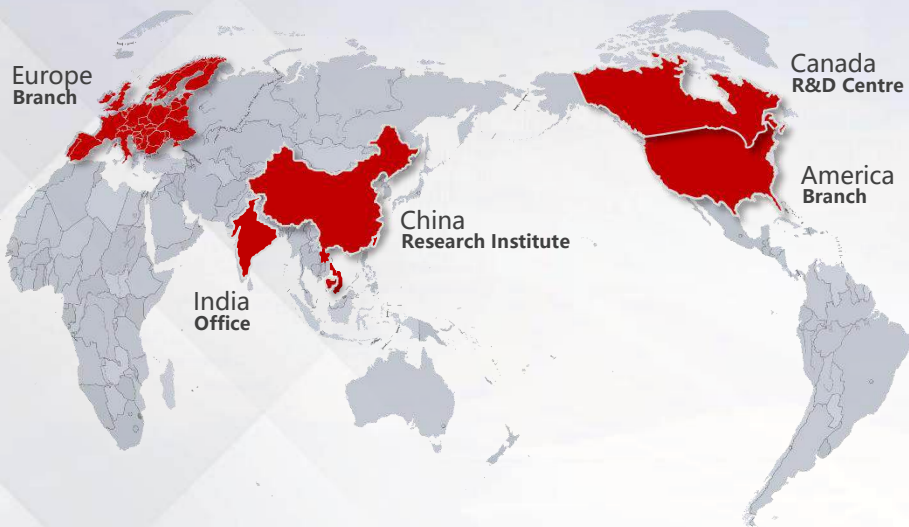 Europe
Branch
Canada
R&D Centre
America
Branch
China
Research Institute
India
Office